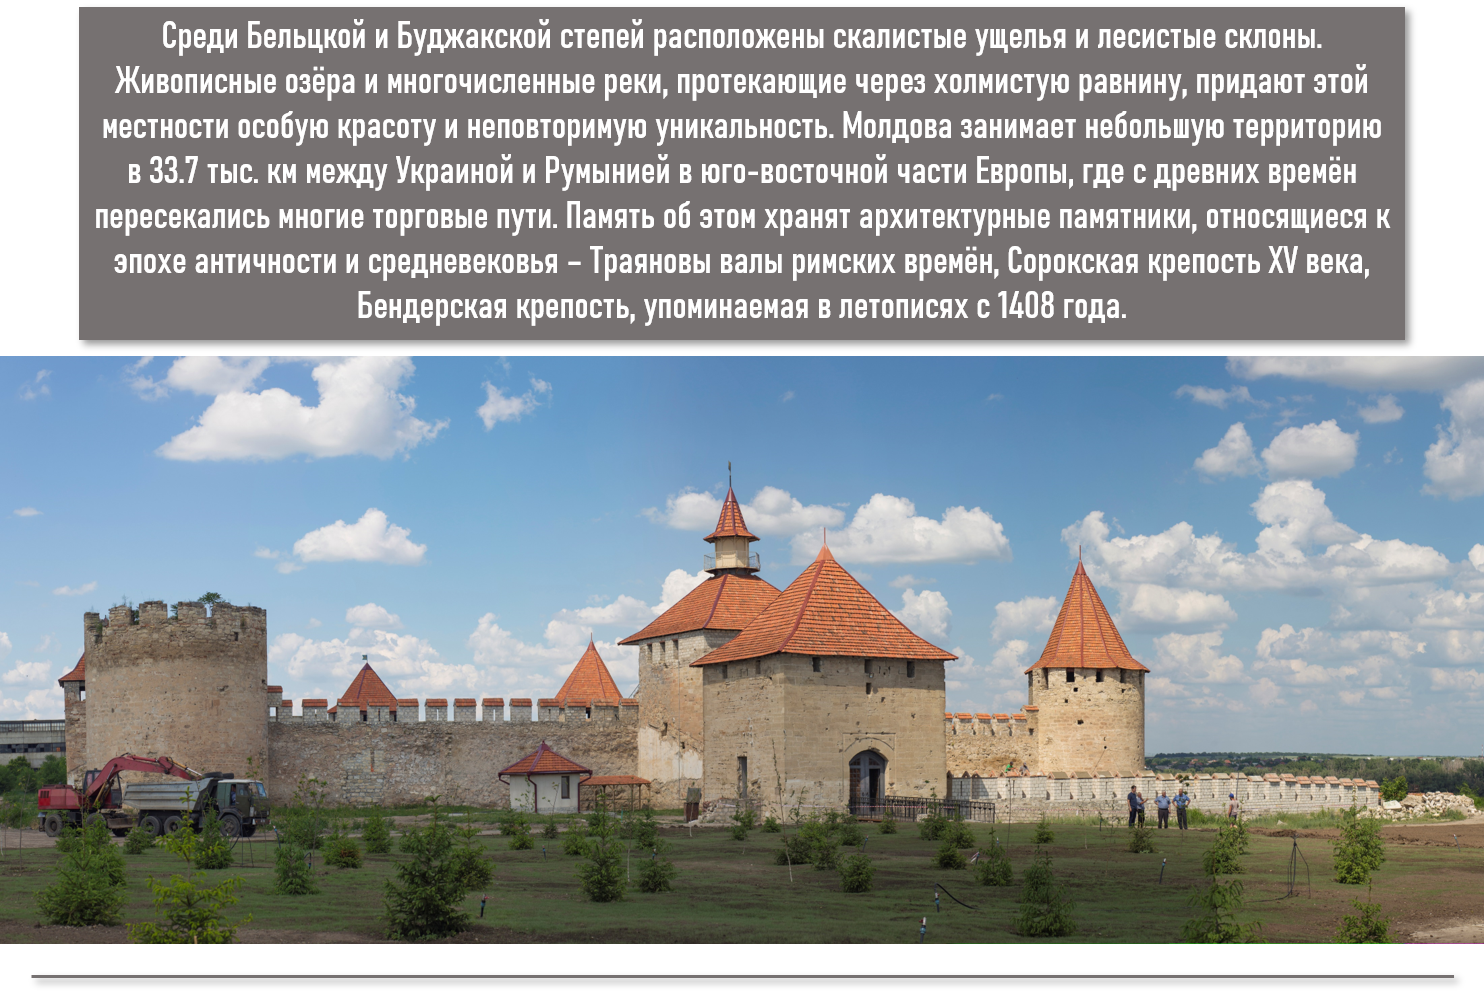 Среди Бельцкой и Буджакской степей расположены скалистые ущелья и лесистые склоны.
Живописные озёра и многочисленные реки, протекающие через холмистую равнину, придают этой
местности особую красоту и неповторимую уникальность. Молдова занимает небольшую территорию
в 33.7 тыс. км между Украиной и Румынией в юго-восточной части Европы, где с древних времён
пересекались многие торговые пути. Память об этом хранят архитектурные памятники, относящиеся к
эпохе античности и средневековья – Траяновы валы римских времён, Сорокская крепость XV века,
Бендерская крепость, упоминаемая в летописях с 1408 года.